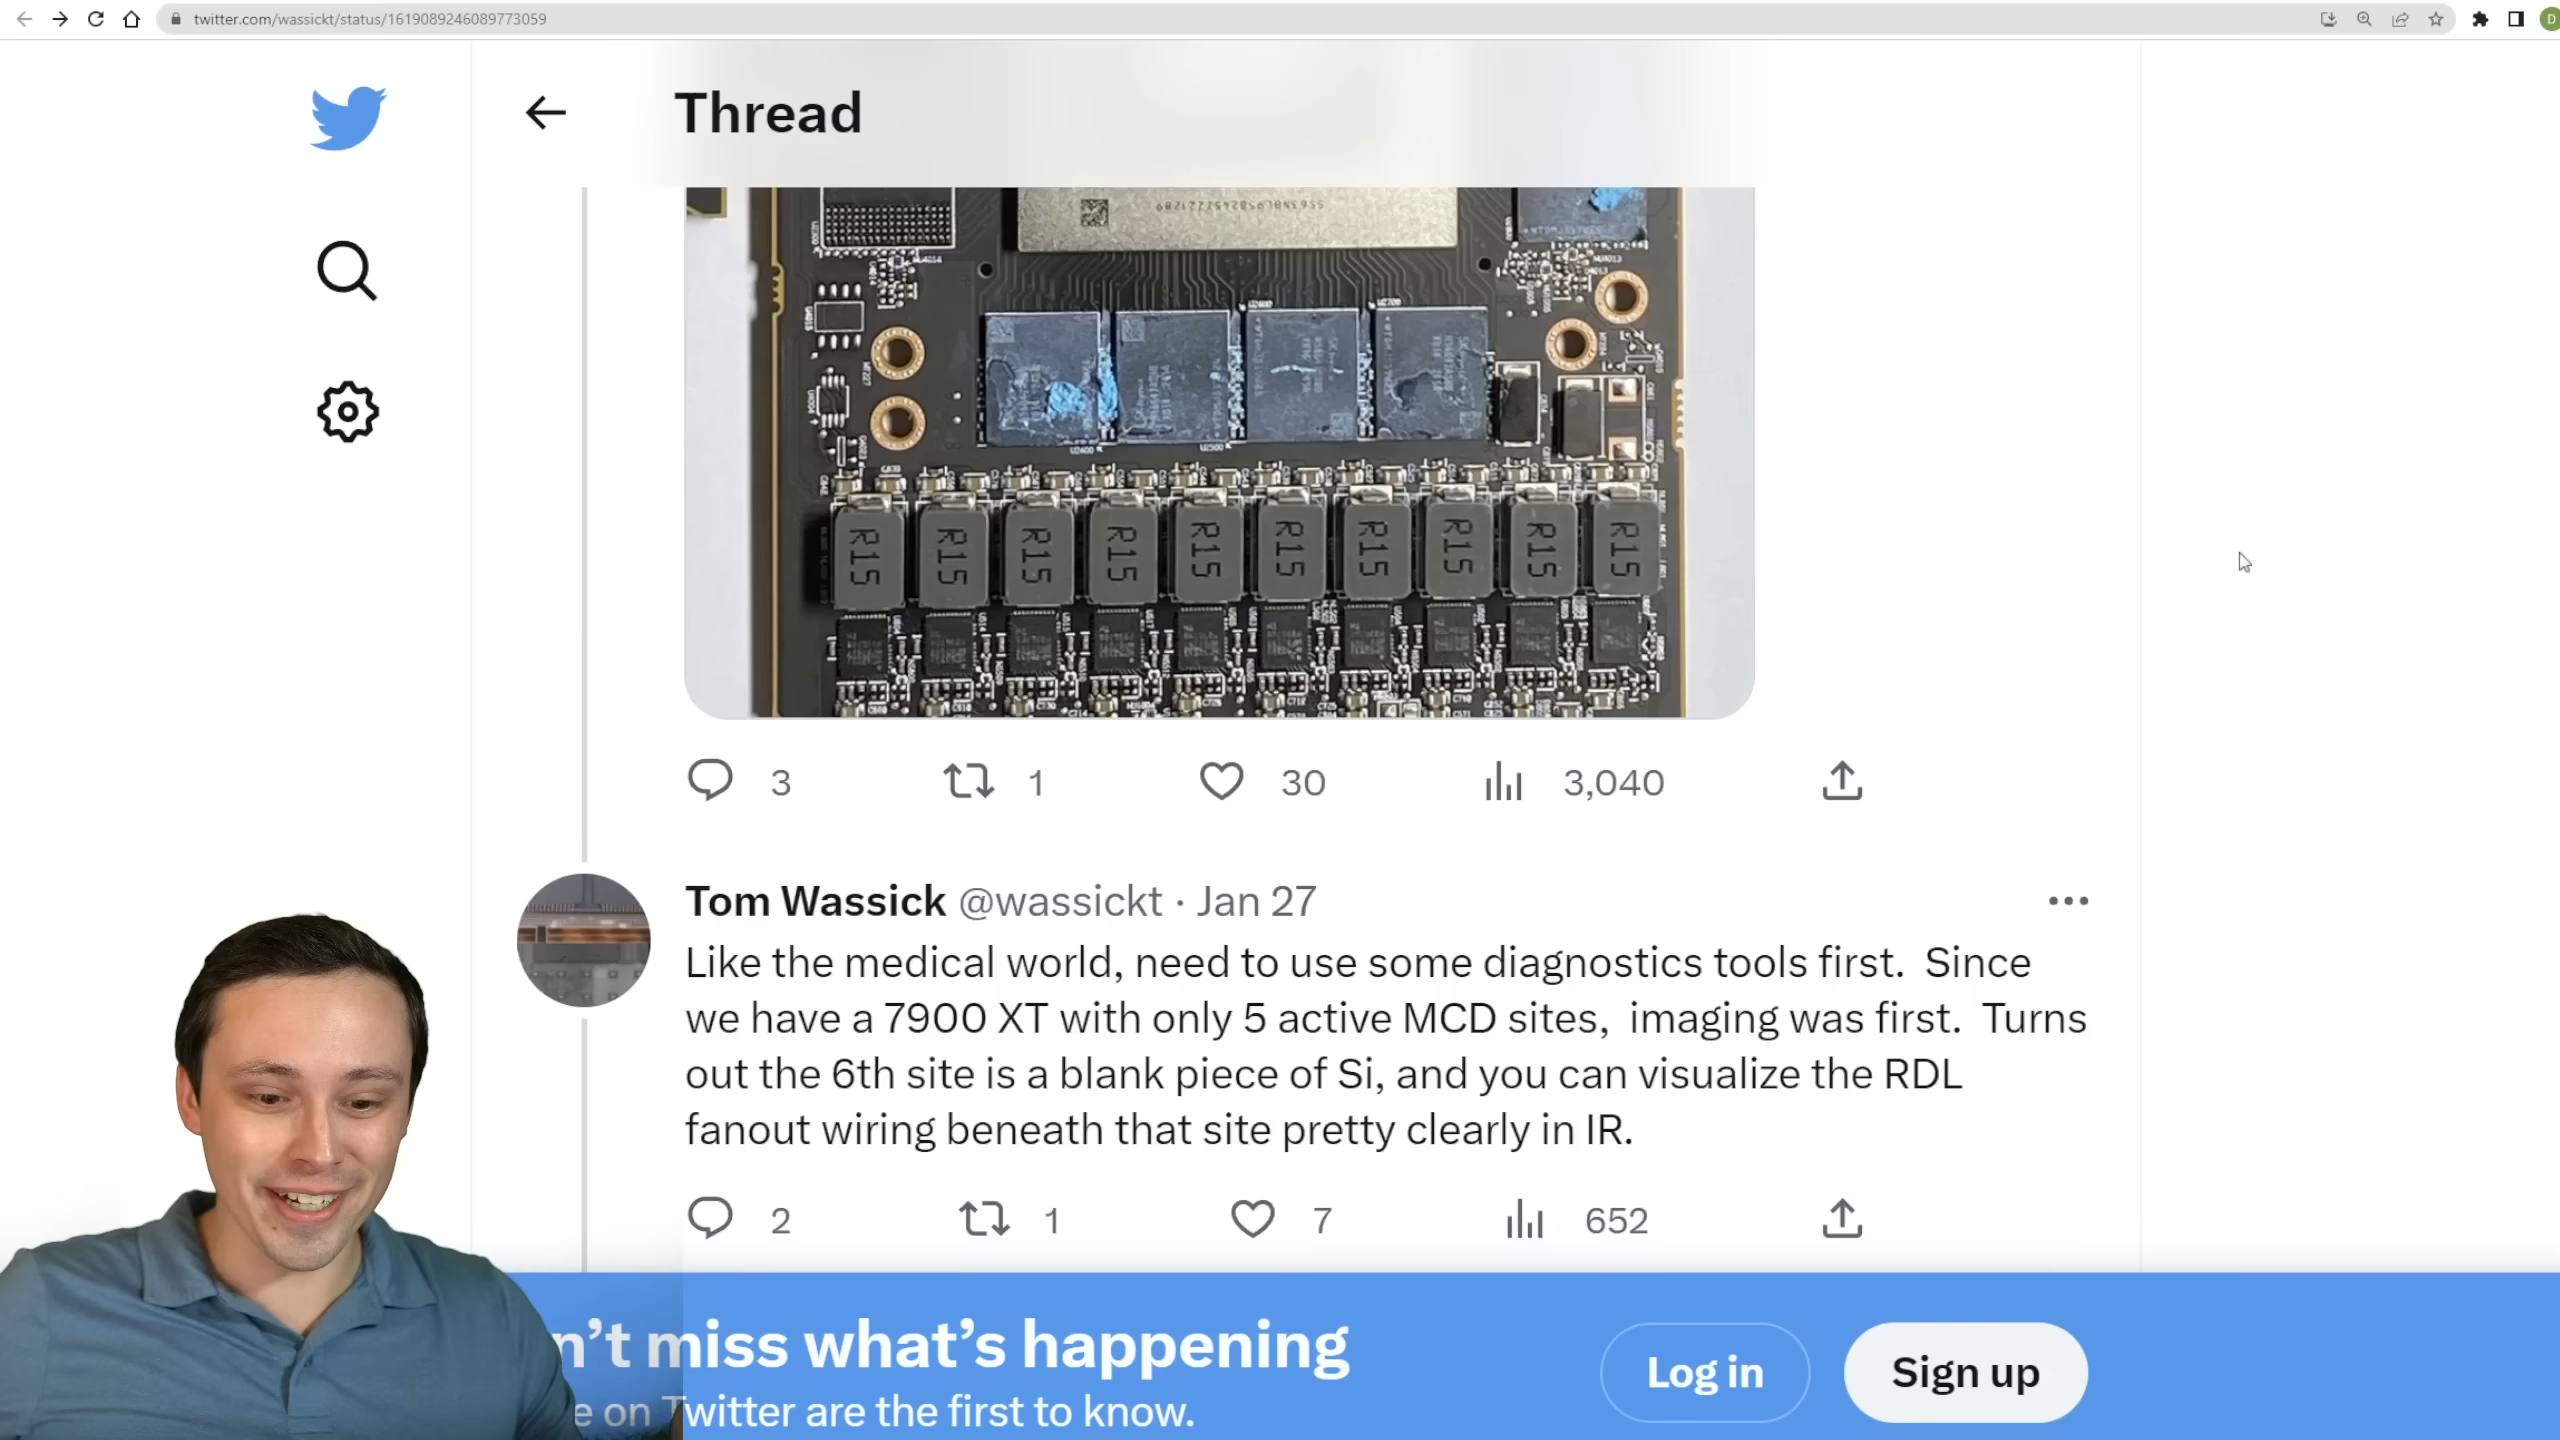 twitter.com/wassickt/status/1619089246089773059
Thread
R15 R15 R15 R15 R15 R15 R15 R15 R15 R15
3 1 30 3,040
Tom Wassick @wassickt · Jan 27
Like the medical world, need to use some diagnostics tools first. Since
we have a 7900 XT with only 5 active MCD sites, imaging was first. Turns
out the 6th site is a blank piece of Si, and you can visualize the RDL
fanout wiring beneath that site pretty clearly in IR.
2 1 7 652
n't miss what's happening
e on Twitter are the first to know.
Log in
Sign up
D